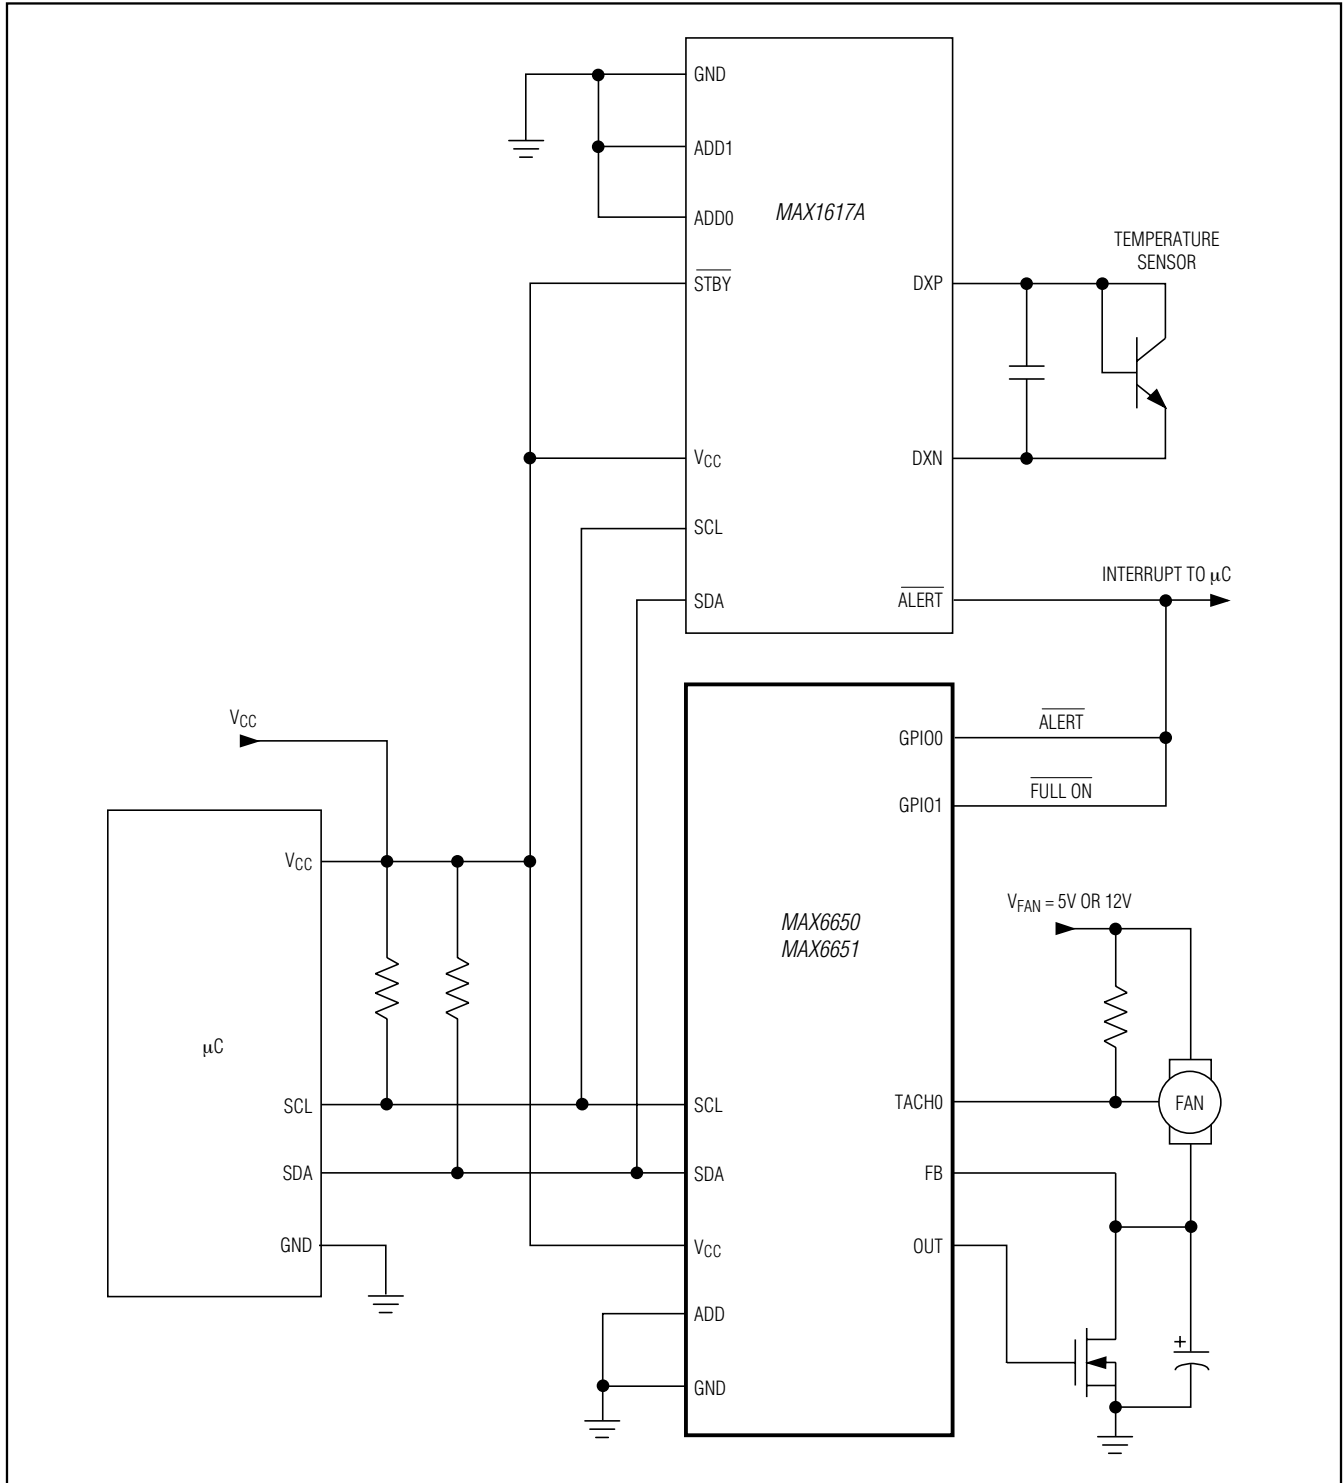 GND
ADD1
ADD0
MAX1617A
STBY
DXP
TEMPERATURE
SENSOR
VCC
DXN
SCL
SDA
ALERT
INTERRUPT TO μC
VCC
GPIO0
ALERT
GPIO1
FULL ON
VCC
MAX6650
MAX6651
VFAN = 5V OR 12V
μC
SCL
SCL
TACH0
FAN
SDA
SDA
FB
GND
VCC
OUT
ADD
+
GND